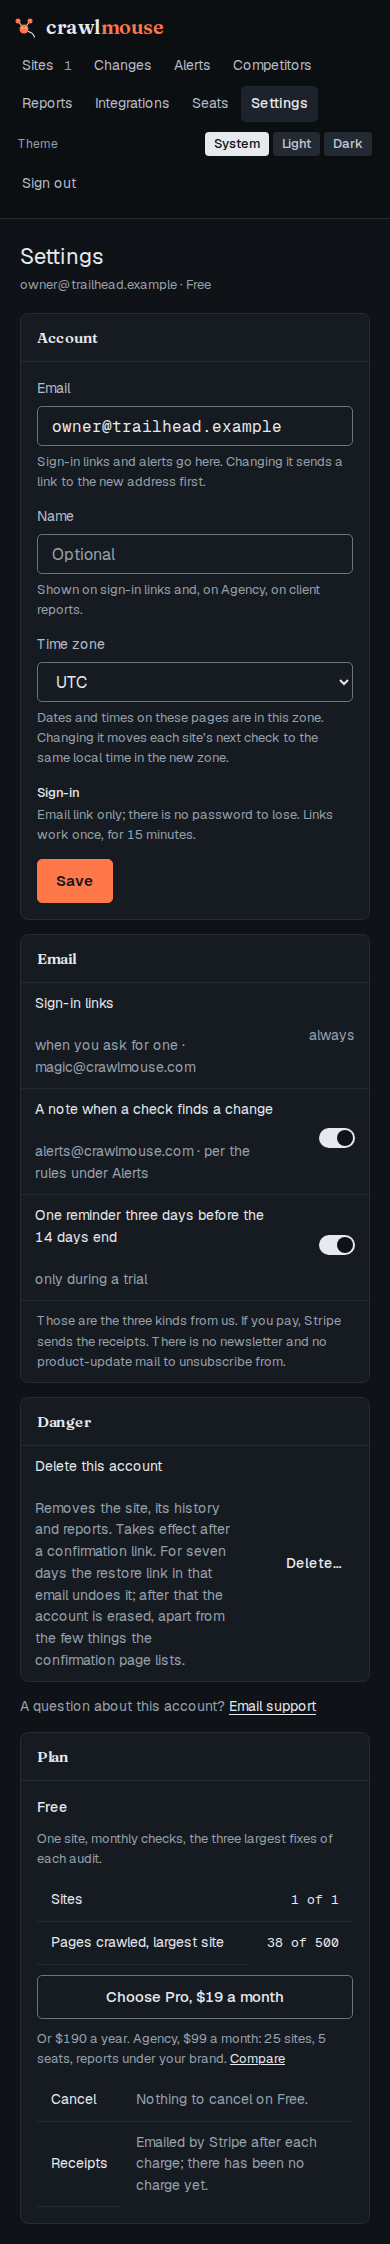 crawlmouse
Sites 1 Changes Alerts Competitors
Reports Integrations Seats Settings
Theme System Light Dark
Sign out
Settings
owner@trailhead.example · Free
Account
Email
owner@trailhead.example
Sign-in links and alerts go here. Changing it sends a
link to the new address first.
Name
Optional
Shown on sign-in links and, on Agency, on client
reports.
Time zone
UTC
Dates and times on these pages are in this zone.
Changing it moves each site's next check to the
same local time in the new zone.
Sign-in
Email link only; there is no password to lose. Links
work once, for 15 minutes.
Save
Email
Sign-in links
when you ask for one ·
magic@crawlmouse.com
always
A note when a check finds a change
alerts@crawlmouse.com · per the
rules under Alerts
One reminder three days before the
14 days end
only during a trial
Those are the three kinds from us. If you pay, Stripe
sends the receipts. There is no newsletter and no
product-update mail to unsubscribe from.
Danger
Delete this account
Removes the site, its history
and reports. Takes effect after
a confirmation link. For seven
days the restore link in that
email undoes it; after that the
account is erased, apart from
the few things the
confirmation page lists.
Delete…
A question about this account? Email support
Plan
Free
One site, monthly checks, the three largest fixes of
each audit.
Sites 1 of 1
Pages crawled, largest site 38 of 500
Choose Pro, $19 a month
Or $190 a year. Agency, $99 a month: 25 sites, 5
seats, reports under your brand. Compare
Cancel Nothing to cancel on Free.
Receipts Emailed by Stripe after each
charge; there has been no
charge yet.